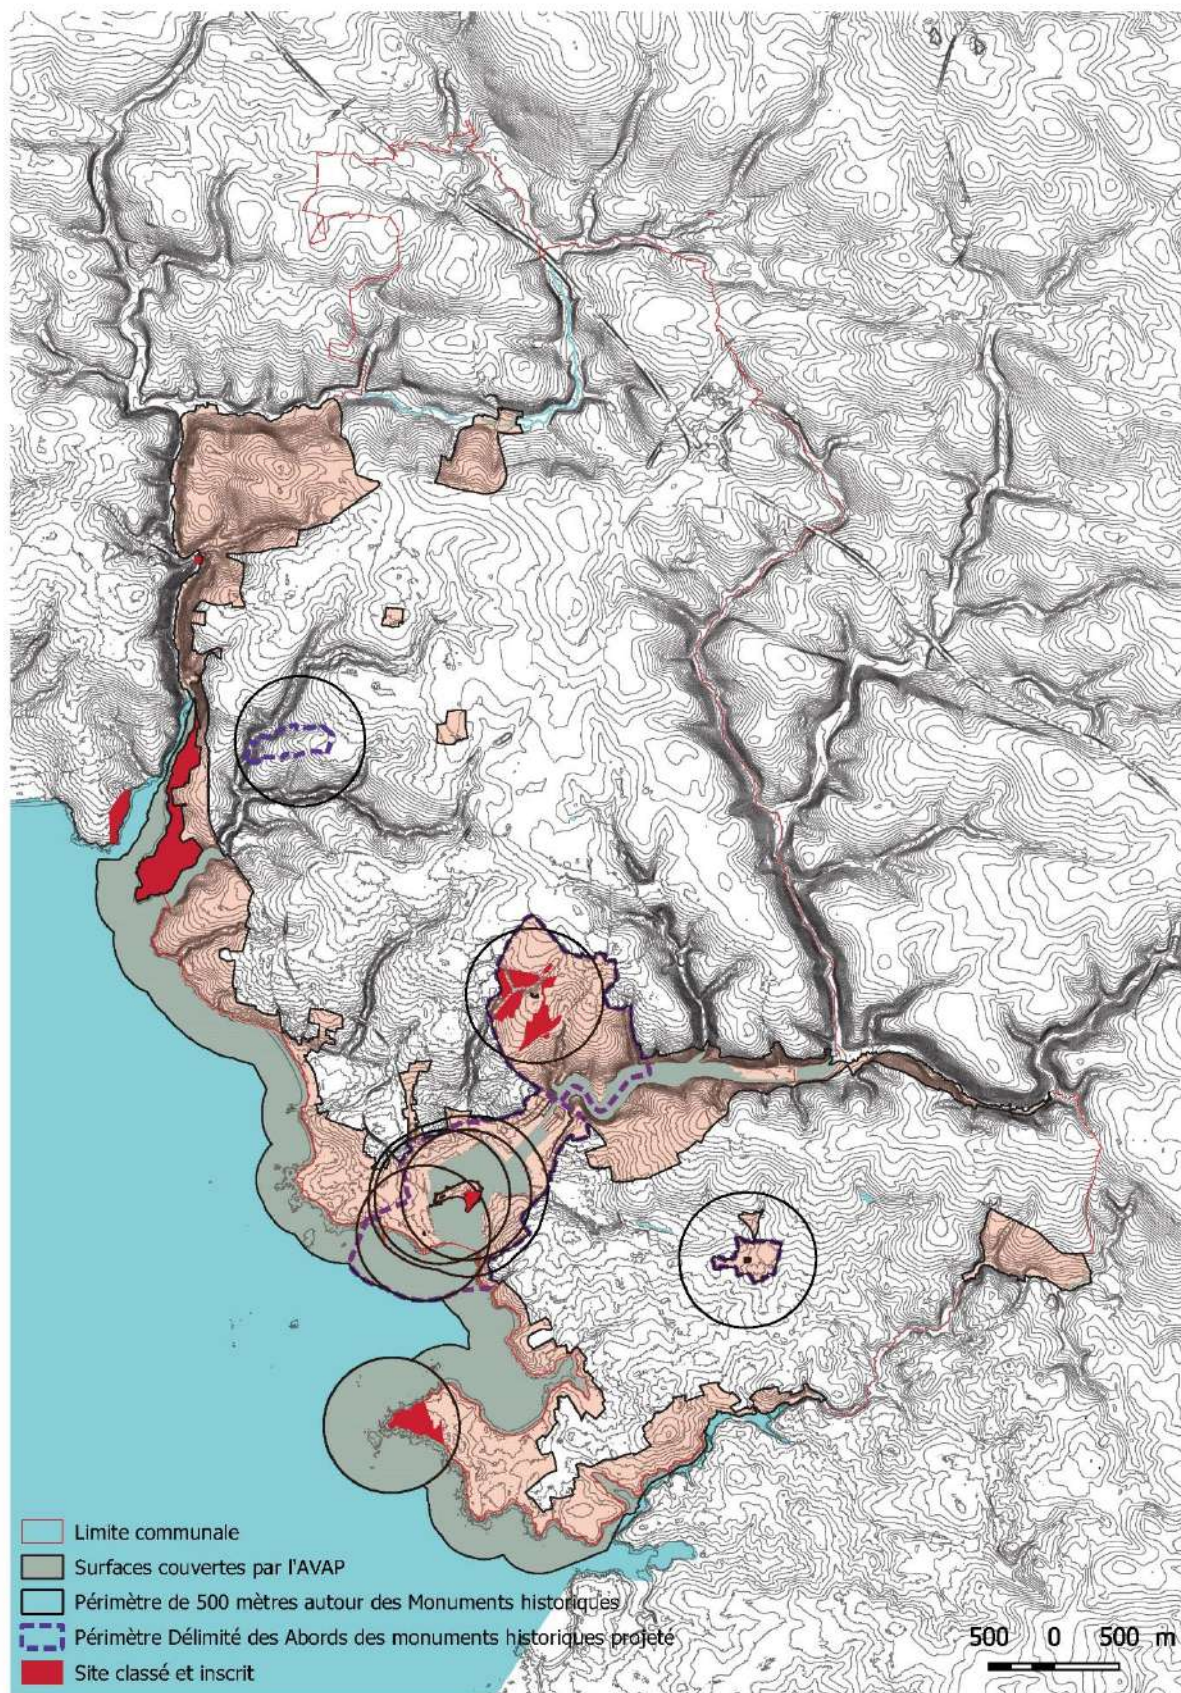 Limite communale
Surfaces couvertes par l'AVAP
Périmètre de 500 mètres autour des Monuments historiques
Périmètre Délimité des Abords des monuments historiques projeté
Site classé et inscrit
500 0 500 m